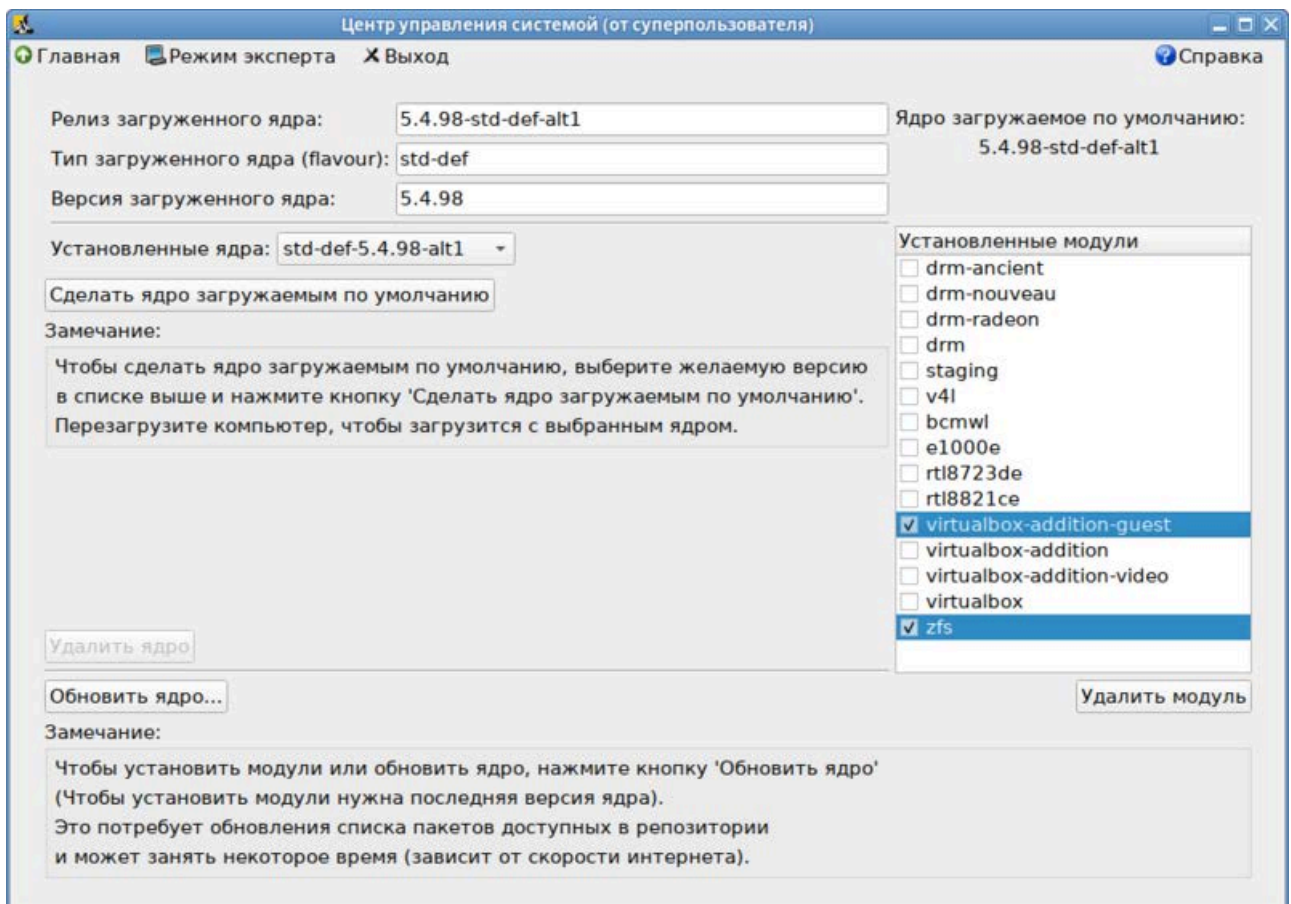 Центр управления системой (от суперпользователя)
Главная Режим эксперта Выход Справка
Релиз загруженного ядра: 5.4.98-std-def-alt1
Тип загруженного ядра (flavour): std-def
Версия загруженного ядра: 5.4.98
Ядро загружаемое по умолчанию:
5.4.98-std-def-alt1
Установленные ядра: std-def-5.4.98-alt1
Сделать ядро загружаемым по умолчанию
Замечание:
Чтобы сделать ядро загружаемым по умолчанию, выберите желаемую версию
в списке выше и нажмите кнопку 'Сделать ядро загружаемым по умолчанию'.
Перезагрузите компьютер, чтобы загрузится с выбранным ядром.
Удалить ядро
Установленные модули
drm-ancient
drm-nouveau
drm-radeon
drm
staging
v4l
bcmwl
e1000e
rtl8723de
rtl8821ce
virtualbox-addition-guest
virtualbox-addition
virtualbox-addition-video
virtualbox
zfs
Обновить ядро... Удалить модуль
Замечание:
Чтобы установить модули или обновить ядро, нажмите кнопку 'Обновить ядро'
(Чтобы установить модули нужна последняя версия ядра).
Это потребует обновления списка пакетов доступных в репозитории
и может занять некоторое время (зависит от скорости интернета).